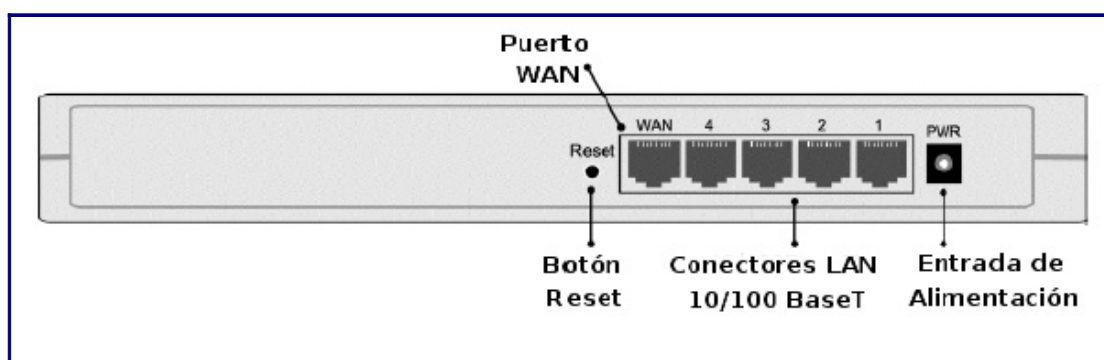 Puerto
WAN
WAN 4 3 2 1 PWR
Reset
Botón
Reset
Conectores LAN
10/100 BaseT
Entrada de
Alimentación